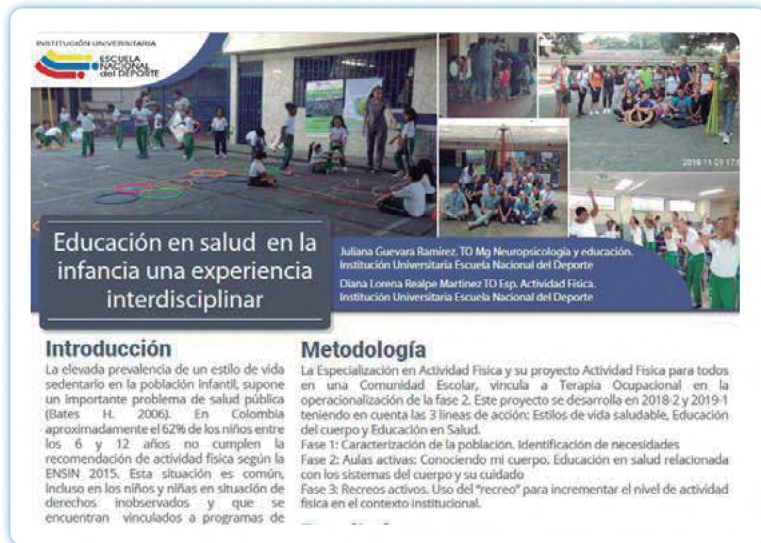 INSTITUCIÓN UNIVERSITARIA
ESCUELA
NACIONAL
del DEPORTE
2018-11-29 17:0
Educación en salud en la
infancia una experiencia
interdisciplinar
Juliana Guevara Ramírez. TO Mg Neuropsicología y educación.
Institución Universitaria Escuela Nacional del Deporte
Diana Lorena Realpe Martinez TO Esp. Actividad Física.
Institución Universitaria Escuela Nacional del Deporte
Introducción
La elevada prevalencia de un estilo de vida
sedentario en la población infantil, supone
un importante problema de salud pública
(Bates H. 2006). En Colombia
aproximadamente el 62% de los niños entre
los 6 y 12 años no cumplen la
recomendación de actividad física según la
ENSIN 2015. Esta situación es común,
incluso en los niños y niñas en situación de
derechos inobservados y que se
encuentran vinculados a programas de
Metodología
La Especialización en Actividad Física y su proyecto Actividad Física para todos
en una Comunidad Escolar, vincula a Terapia Ocupacional en la
operacionalización de la fase 2. Este proyecto se desarrolla en 2018-2 y 2019-1
teniendo en cuenta las 3 líneas de acción: Estilos de vida saludable, Educación
del cuerpo y Educación en Salud.
Fase 1: Caracterización de la población. Identificación de necesidades
Fase 2: Aulas activas: Conociendo mi cuerpo. Educación en salud relacionada
con los sistemas del cuerpo y su cuidado
Fase 3: Recreos activos. Uso del "recreo" para incrementar el nivel de actividad
física en el contexto institucional.